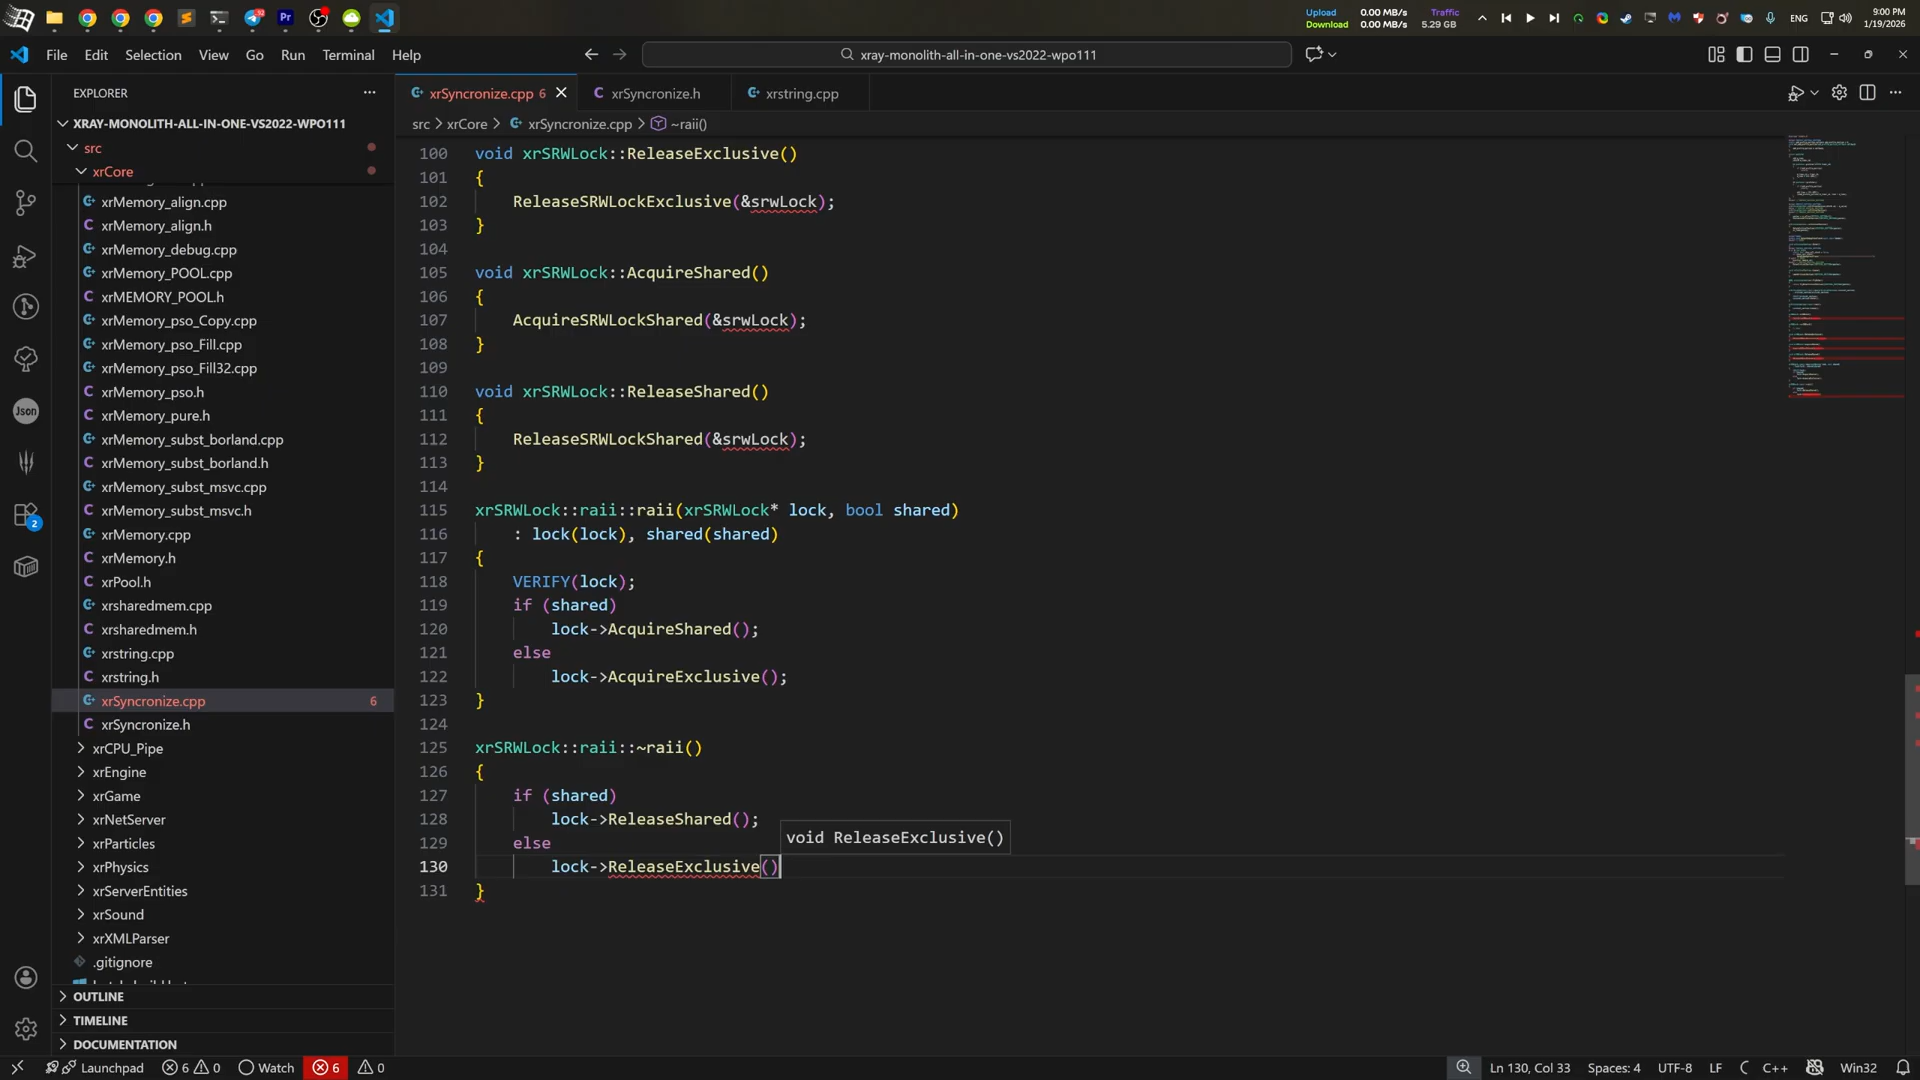 Upload 0.00 MB/s Traffic
Download 0.00 MB/s 5.29 GB
ENG
9:00 PM
1/19/2026
File Edit Selection View Go Run Terminal Help
xray-monolith-all-in-one-vs2022-wpo111
EXPLORER
XRAY-MONOLITH-ALL-IN-ONE-VS2022-WPO111
src
xrCore
xrMemory_align.cpp
xrMemory_align.h
xrMemory_debug.cpp
xrMemory_POOL.cpp
xrMEMORY_POOL.h
xrMemory_pso_Copy.cpp
xrMemory_pso_Fill.cpp
xrMemory_pso_Fill32.cpp
xrMemory_pso.h
xrMemory_pure.h
xrMemory_subst_borland.cpp
xrMemory_subst_borland.h
xrMemory_subst_msvc.cpp
xrMemory_subst_msvc.h
xrMemory.cpp
xrMemory.h
xrPool.h
xrsharedmem.cpp
xrsharedmem.h
xrstring.cpp
xrstring.h
xrSyncronize.cpp 6
xrSyncronize.h
xrCPU_Pipe
xrEngine
xrGame
xrNetServer
xrParticles
xrPhysics
xrServerEntities
xrSound
xrXMLParser
.gitignore
OUTLINE
TIMELINE
DOCUMENTATION
Json
2
xrSyncronize.cpp 6
xrSyncronize.h
xrstring.cpp
src > xrCore > xrSyncronize.cpp > ~raii()
100 void xrSRWLock::ReleaseExclusive()
101 {
102 ReleaseSRWLockExclusive(&srwLock);
103 }
104
105 void xrSRWLock::AcquireShared()
106 {
107 AcquireSRWLockShared(&srwLock);
108 }
109
110 void xrSRWLock::ReleaseShared()
111 {
112 ReleaseSRWLockShared(&srwLock);
113 }
114
115 xrSRWLock::raii::raii(xrSRWLock* lock, bool shared)
116 : lock(lock), shared(shared)
117 {
118 VERIFY(lock);
119 if (shared)
120 lock->AcquireShared();
121 else
122 lock->AcquireExclusive();
123 }
124
125 xrSRWLock::raii::~raii()
126 {
127 if (shared)
128 lock->ReleaseShared();
129 else
void ReleaseExclusive()
130 lock->ReleaseExclusive()
131 }
Launchpad 6 0 Watch 6 0
Ln 130, Col 33 Spaces: 4 UTF-8 LF C++ Win32